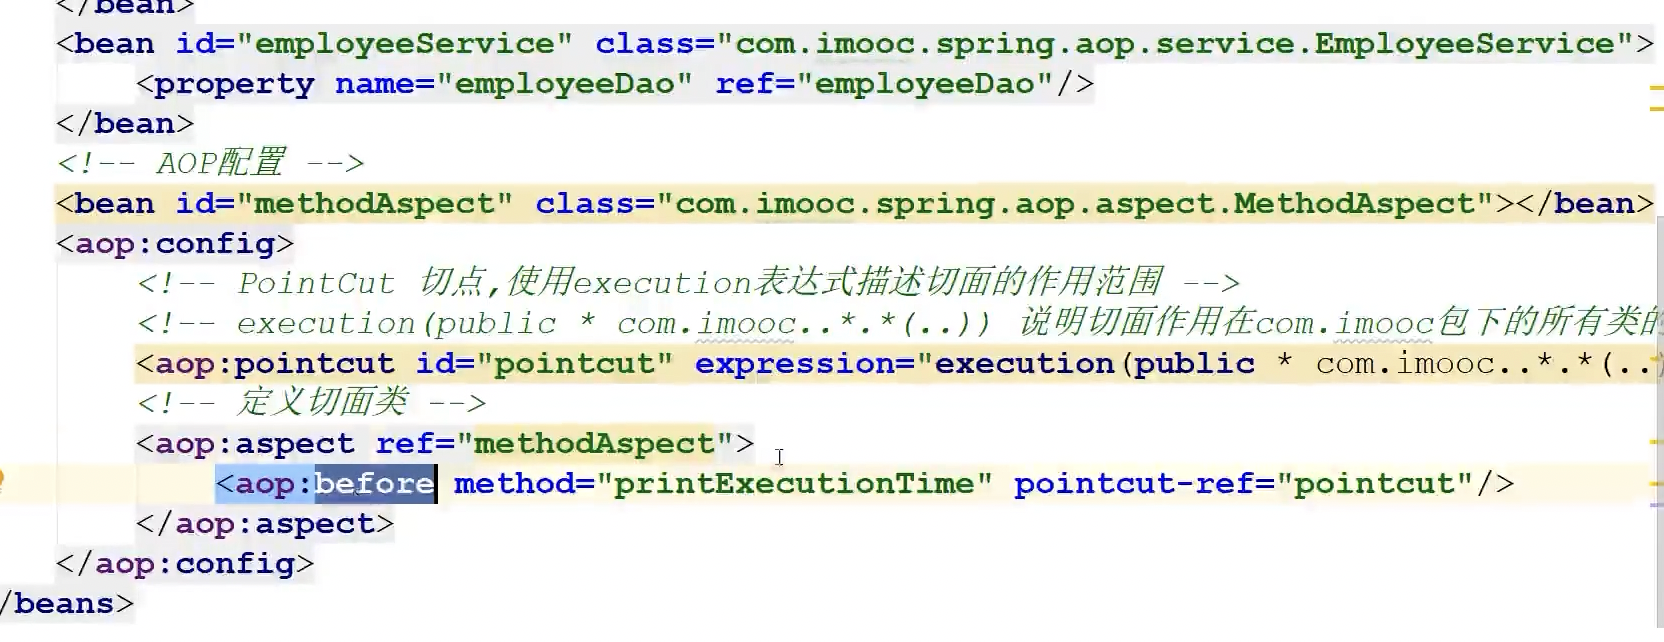 </bean>
<bean id="employeeService" class="com.imooc.spring.aop.service.EmployeeService">
<property name="employeeDao" ref="employeeDao"/>
</bean>
<!-- AOP配置 -->
<bean id="methodAspect" class="com.imooc.spring.aop.aspect.MethodAspect"></bean>
<aop:config>
<!-- PointCut 切点,使用execution表达式描述切面的作用范围 -->
<!-- execution(public * com.imooc..*.*(..)) 说明切面作用在com.imooc包下的所有类的
<aop:pointcut id="pointcut" expression="execution(public * com.imooc..*.*(..)
<!-- 定义切面类 -->
<aop:aspect ref="methodAspect">
<aop:before method="printExecutionTime" pointcut-ref="pointcut"/>
</aop:aspect>
</aop:config>
/beans>